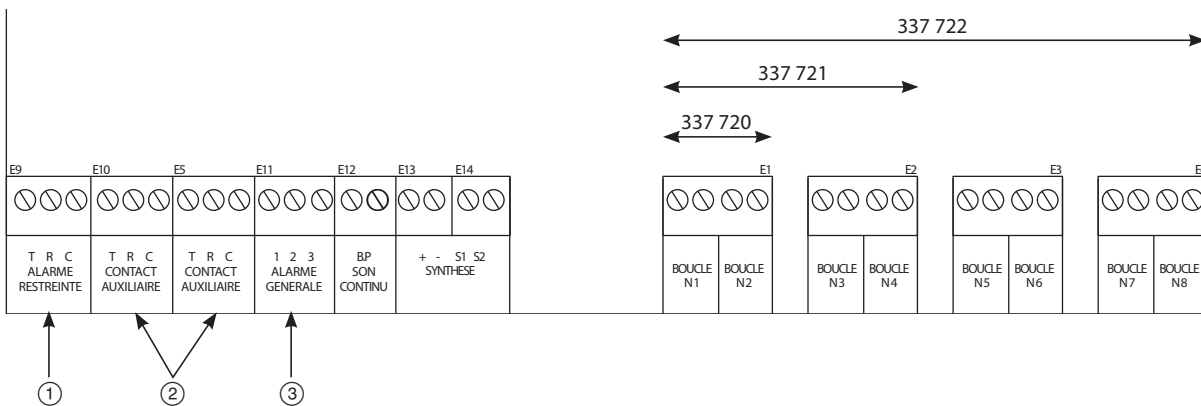 337 722
337 721
337 720
E9 E10 E5 E11 E12 E13 E14 E1 E2 E3
T R C T R C T R C 1 2 3 B.P + - S1 S2
ALARME CONTACT CONTACT ALARME SON SYNTHESE
RESTREINTE AUXILIAIRE AUXILIAIRE GENERALE CONTINU
BOUCLE BOUCLE BOUCLE BOUCLE BOUCLE BOUCLE BOUCLE BOUCLE
N1 N2 N3 N4 N5 N6 N7 N8
1 2 3